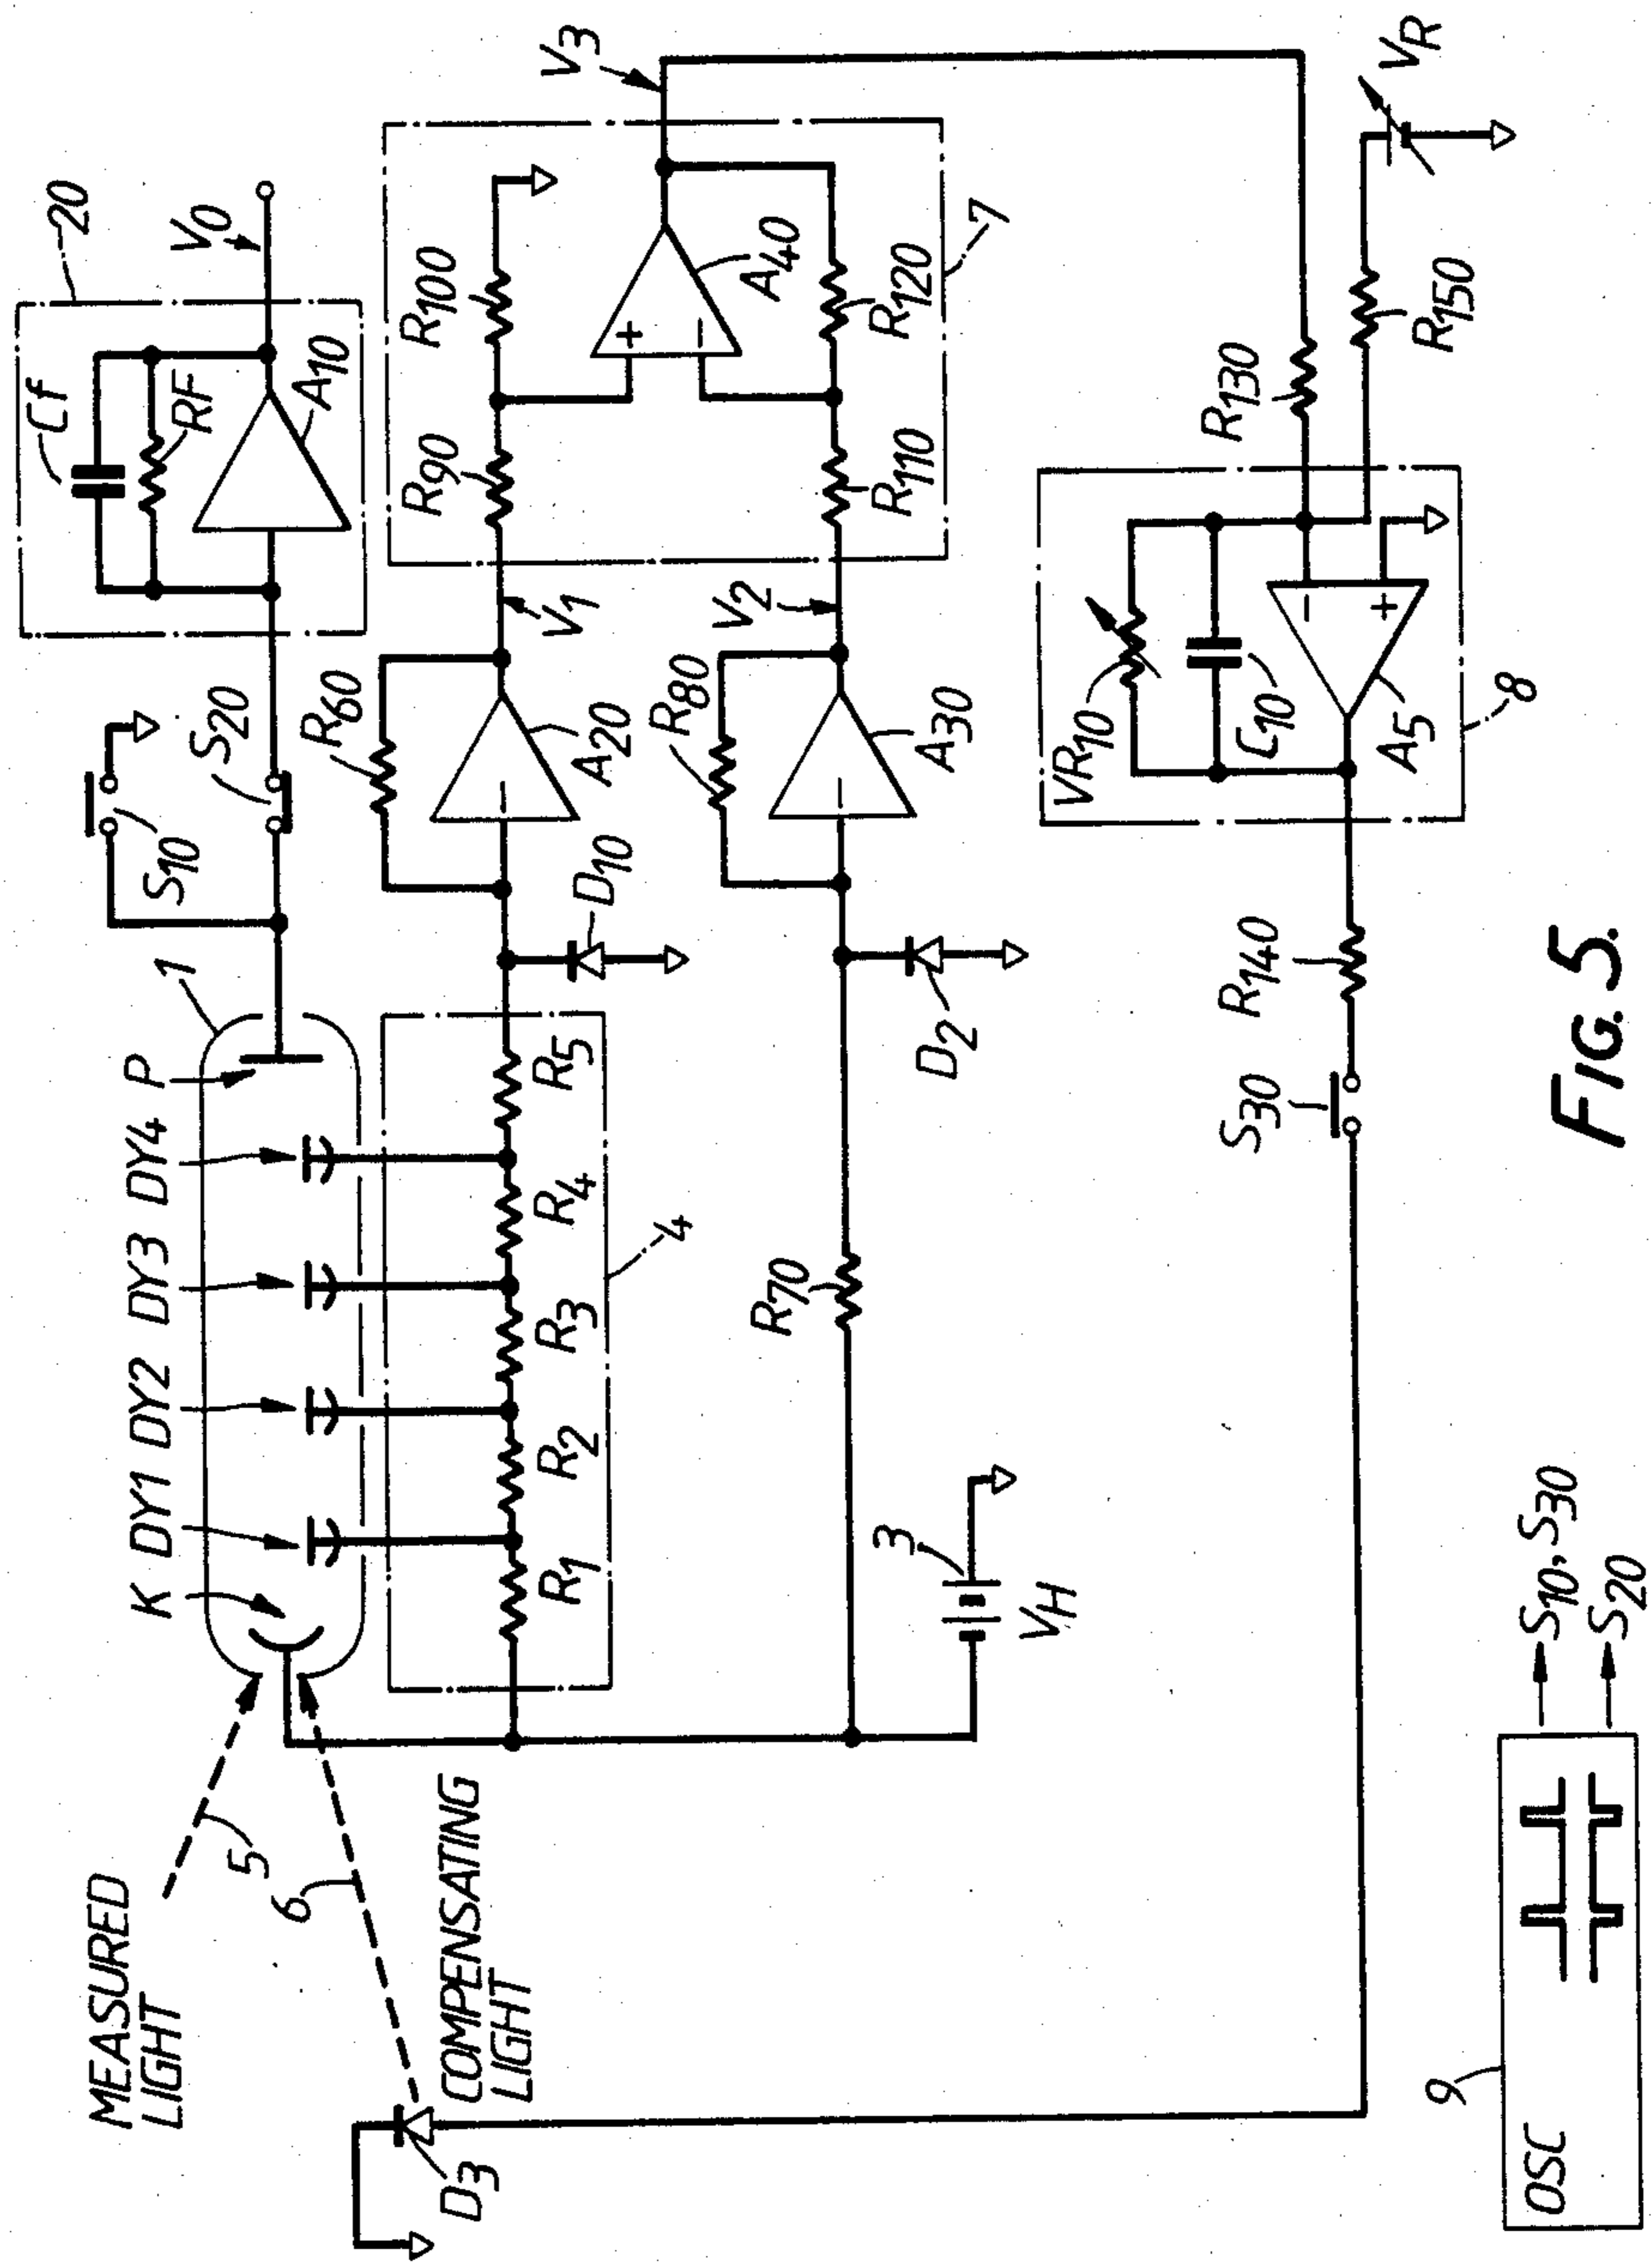 MEASURED
LIGHT
5
6
COMPENSATING
LIGHT
D3
K
DY1
DY2
DY3
DY4
P
1
S10
S20
Cf
RF
A10
20
V0
R1
R2
R3
R4
R5
4
D10
R60
A20
V1
R90
R100
+
−
A40
V3
R70
D2
R80
−
−
A30
V2
R110
R120
7
3
VH
S30
R140
VR10
C10
−
+
A5
8
R130
R150
VR
9
OSC
S10, S30
S20
FIG. 5.